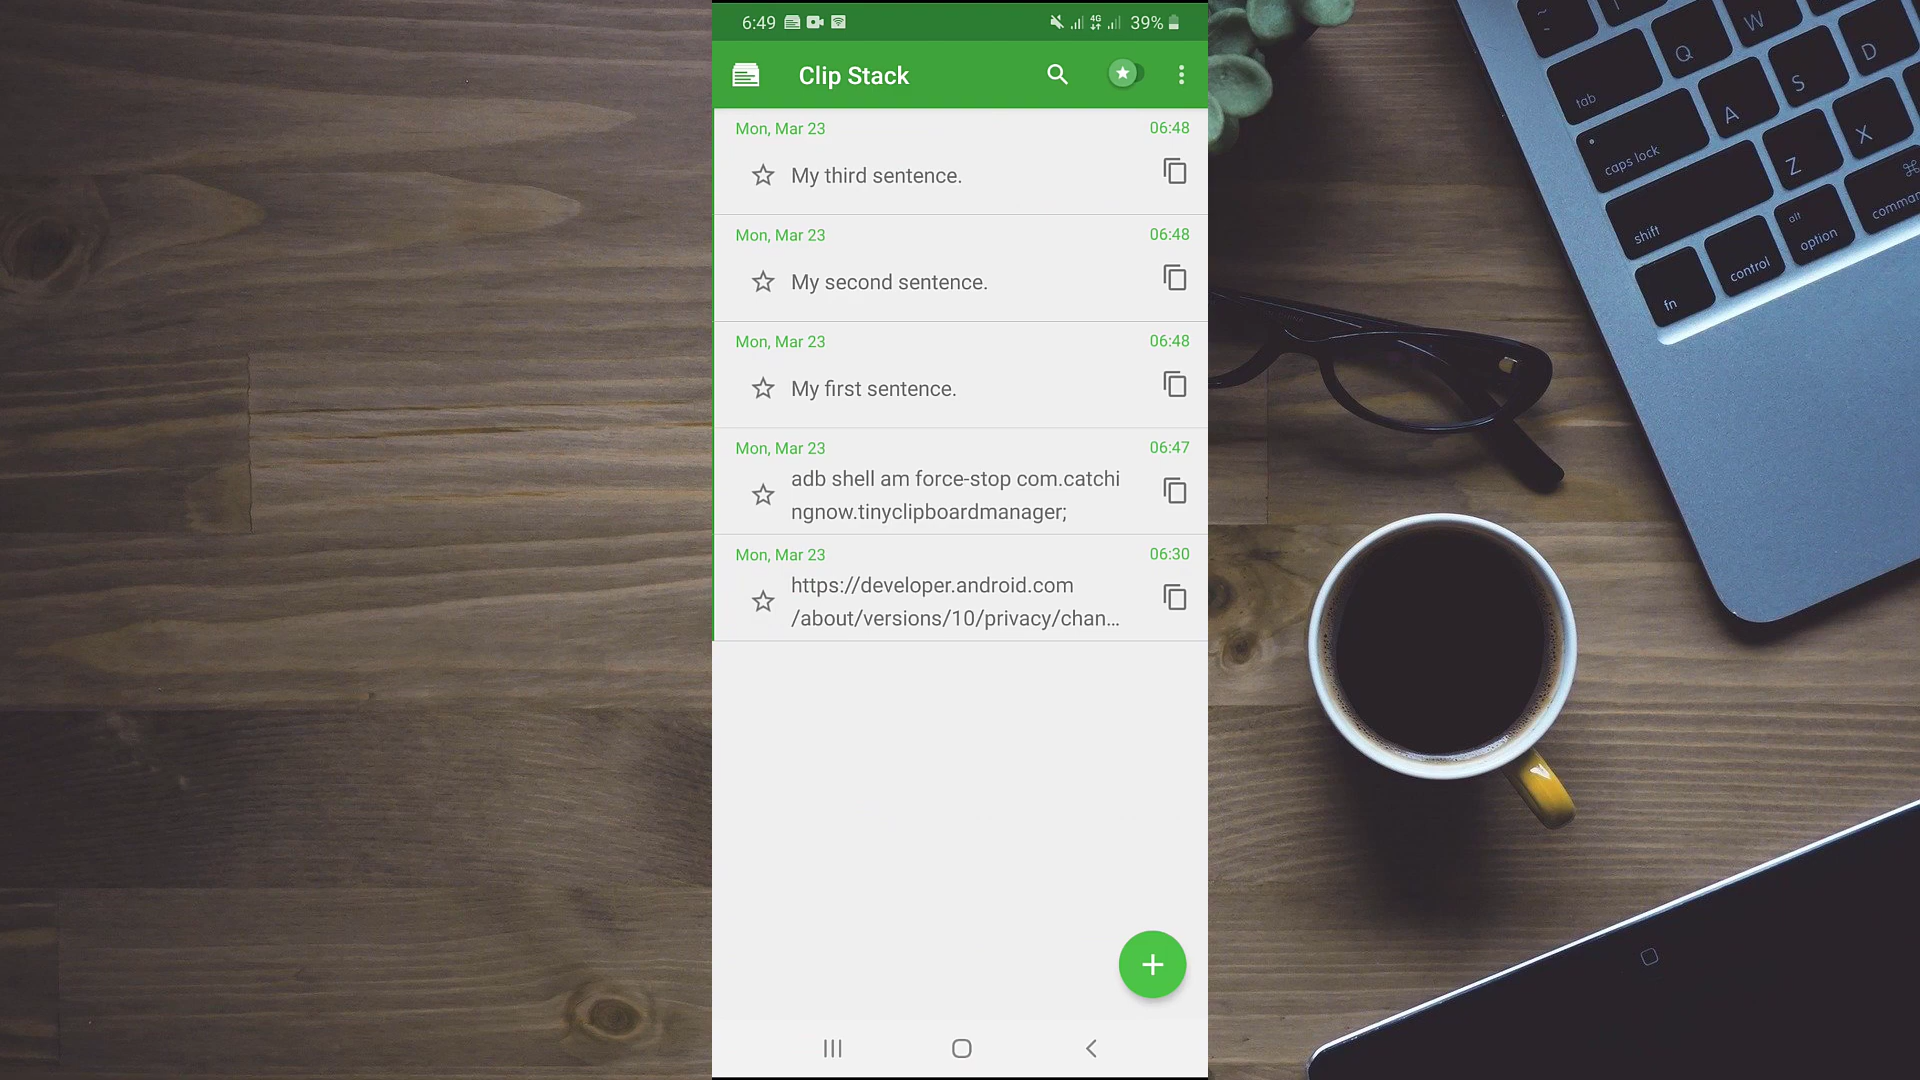 6:49
4G
39%
Clip Stack
Mon, Mar 23
06:48
My third sentence.
Mon, Mar 23
06:48
My second sentence.
Mon, Mar 23
06:48
My first sentence.
Mon, Mar 23
06:47
adb shell am force-stop com.catchi
ngnow.tinyclipboardmanager;
Mon, Mar 23
06:30
https://developer.android.com
/about/versions/10/privacy/chan…
~
Q
W
tab
A
S
D
caps lock
Z
X
shift
alt
option
⌘
comman
control
fn